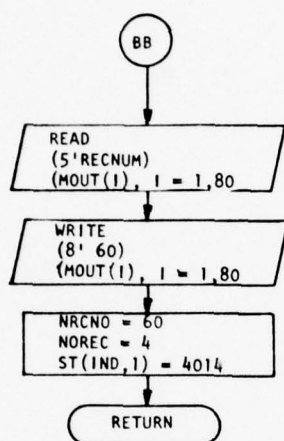 BB
READ
(5'RECNUM)
(MOUT(I), I = 1,80
WRITE
(8' 60)
(MOUT(I), I = 1,80
NRCNO = 60
NOREC = 4
ST(IND,1) = 4014
RETURN